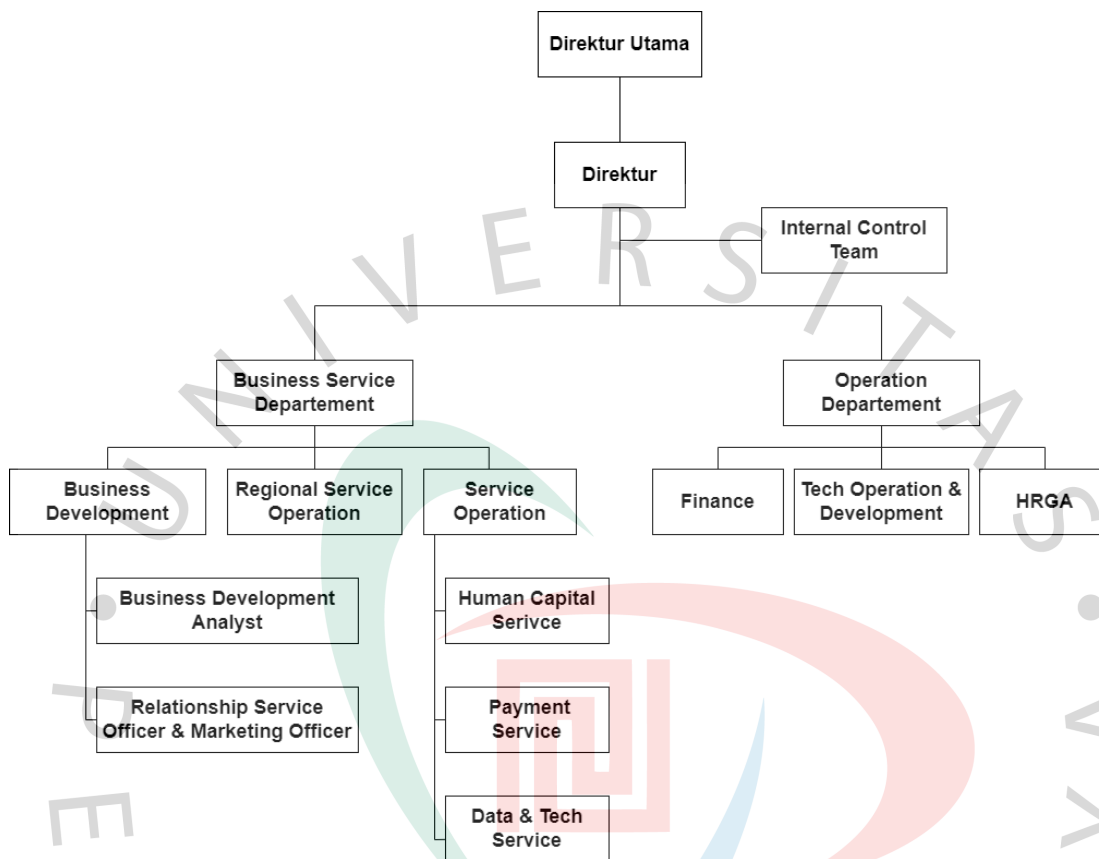 Direktur Utama
Direktur
Internal Control
Team
Business Service
Departement
Operation
Departement
Business
Development
Regional Service
Operation
Service
Operation
Finance
Tech Operation &
Development
HRGA
Business Development
Analyst
Human Capital
Serivce
Relationship Service
Officer & Marketing Officer
Payment
Service
Data & Tech
Service
UNIVERSITAS
PE